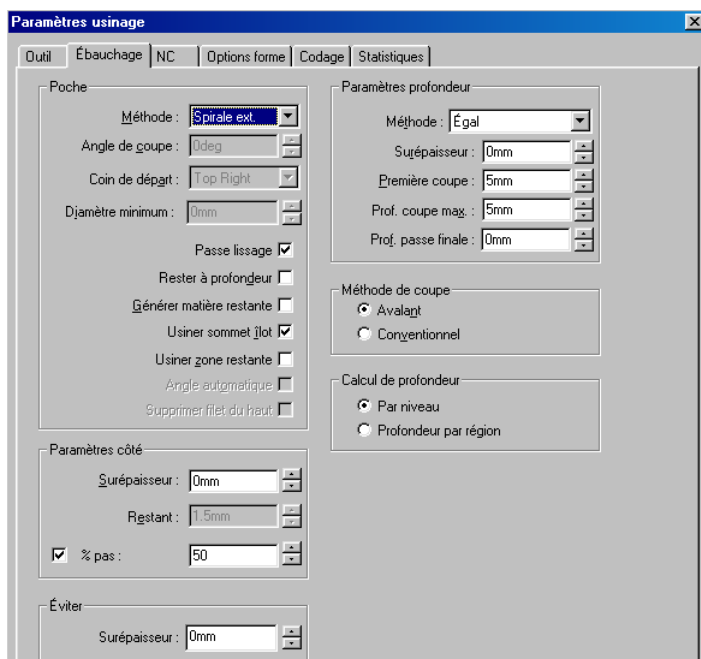 Paramètres usinage
Outil Ébauchage NC Options forme Codage Statistiques
Poche
Méthode : Spirale ext.
Angle de coupe : 0deg
Coin de départ : Top Right
Diamètre minimum : 0mm
Passe lissage
Rester à profondeur
Générer matière restante
Usiner sommet îlot
Usiner zone restante
Angle automatique
Supprimer filet du haut
Paramètres côté
Surépaisseur : 0mm
Restant : 1.5mm
% pas : 50
Éviter
Surépaisseur : 0mm
Paramètres profondeur
Méthode : Égal
Surépaisseur : 0mm
Première coupe : 5mm
Prof. coupe max. : 5mm
Prof. passe finale : 0mm
Méthode de coupe
Avalant
Conventionnel
Calcul de profondeur
Par niveau
Profondeur par région